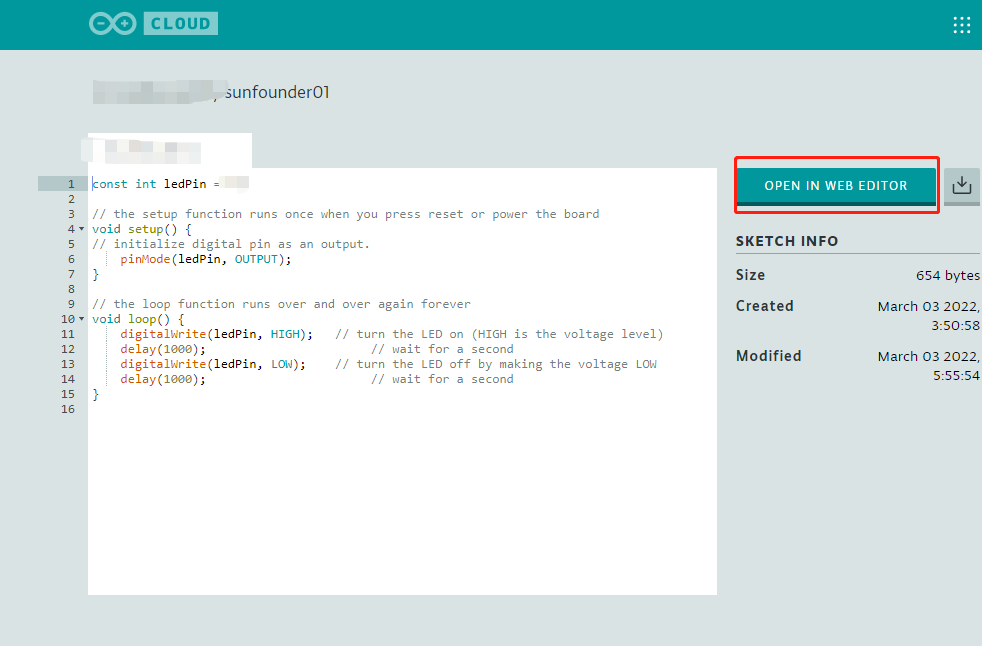 CLOUD
sunfounder01
1 const int ledPin =
2
3 // the setup function runs once when you press reset or power the board
4 void setup() {
5 // initialize digital pin as an output.
6 pinMode(ledPin, OUTPUT);
7 }
8
9 // the loop function runs over and over again forever
10 void loop() {
11 digitalWrite(ledPin, HIGH); // turn the LED on (HIGH is the voltage level)
12 delay(1000); // wait for a second
13 digitalWrite(ledPin, LOW); // turn the LED off by making the voltage LOW
14 delay(1000); // wait for a second
15 }
16
OPEN IN WEB EDITOR
SKETCH INFO
Size 654 bytes
Created March 03 2022,
3:50:58
Modified March 03 2022,
5:55:54